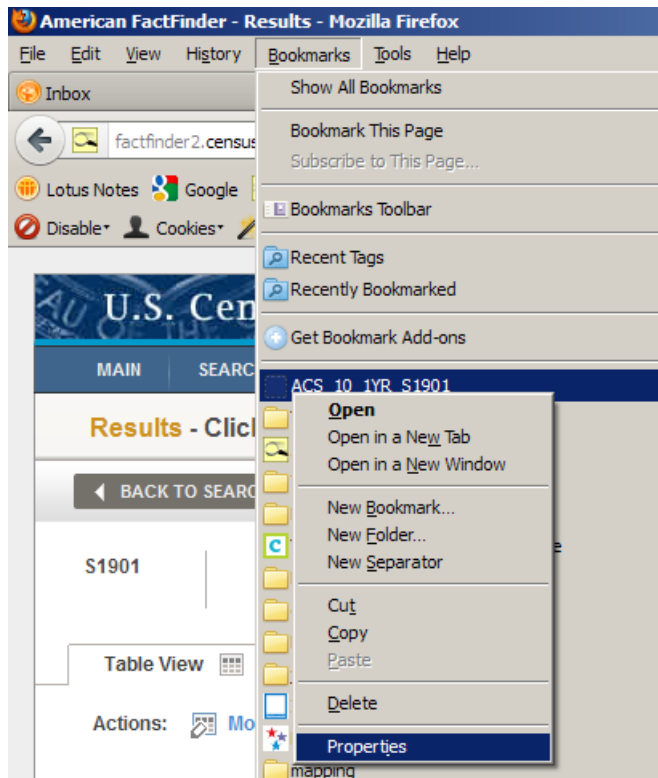 American FactFinder - Results - Mozilla Firefox
File Edit View History Bookmarks Tools Help
Inbox
factfinder2.census
Lotus Notes Google
Disable Cookies
U.S. Cen
MAIN SEARC
Results - Clic
BACK TO SEARC
S1901
Table View
Actions: Mo
Show All Bookmarks
Bookmark This Page
Subscribe to This Page...
Bookmarks Toolbar
Recent Tags
Recently Bookmarked
Get Bookmark Add-ons
ACS_10_1YR_S1901
Open
Open in a New Tab
Open in a New Window
New Bookmark...
New Folder...
New Separator
Cut
Copy
Paste
Delete
Properties
mapping